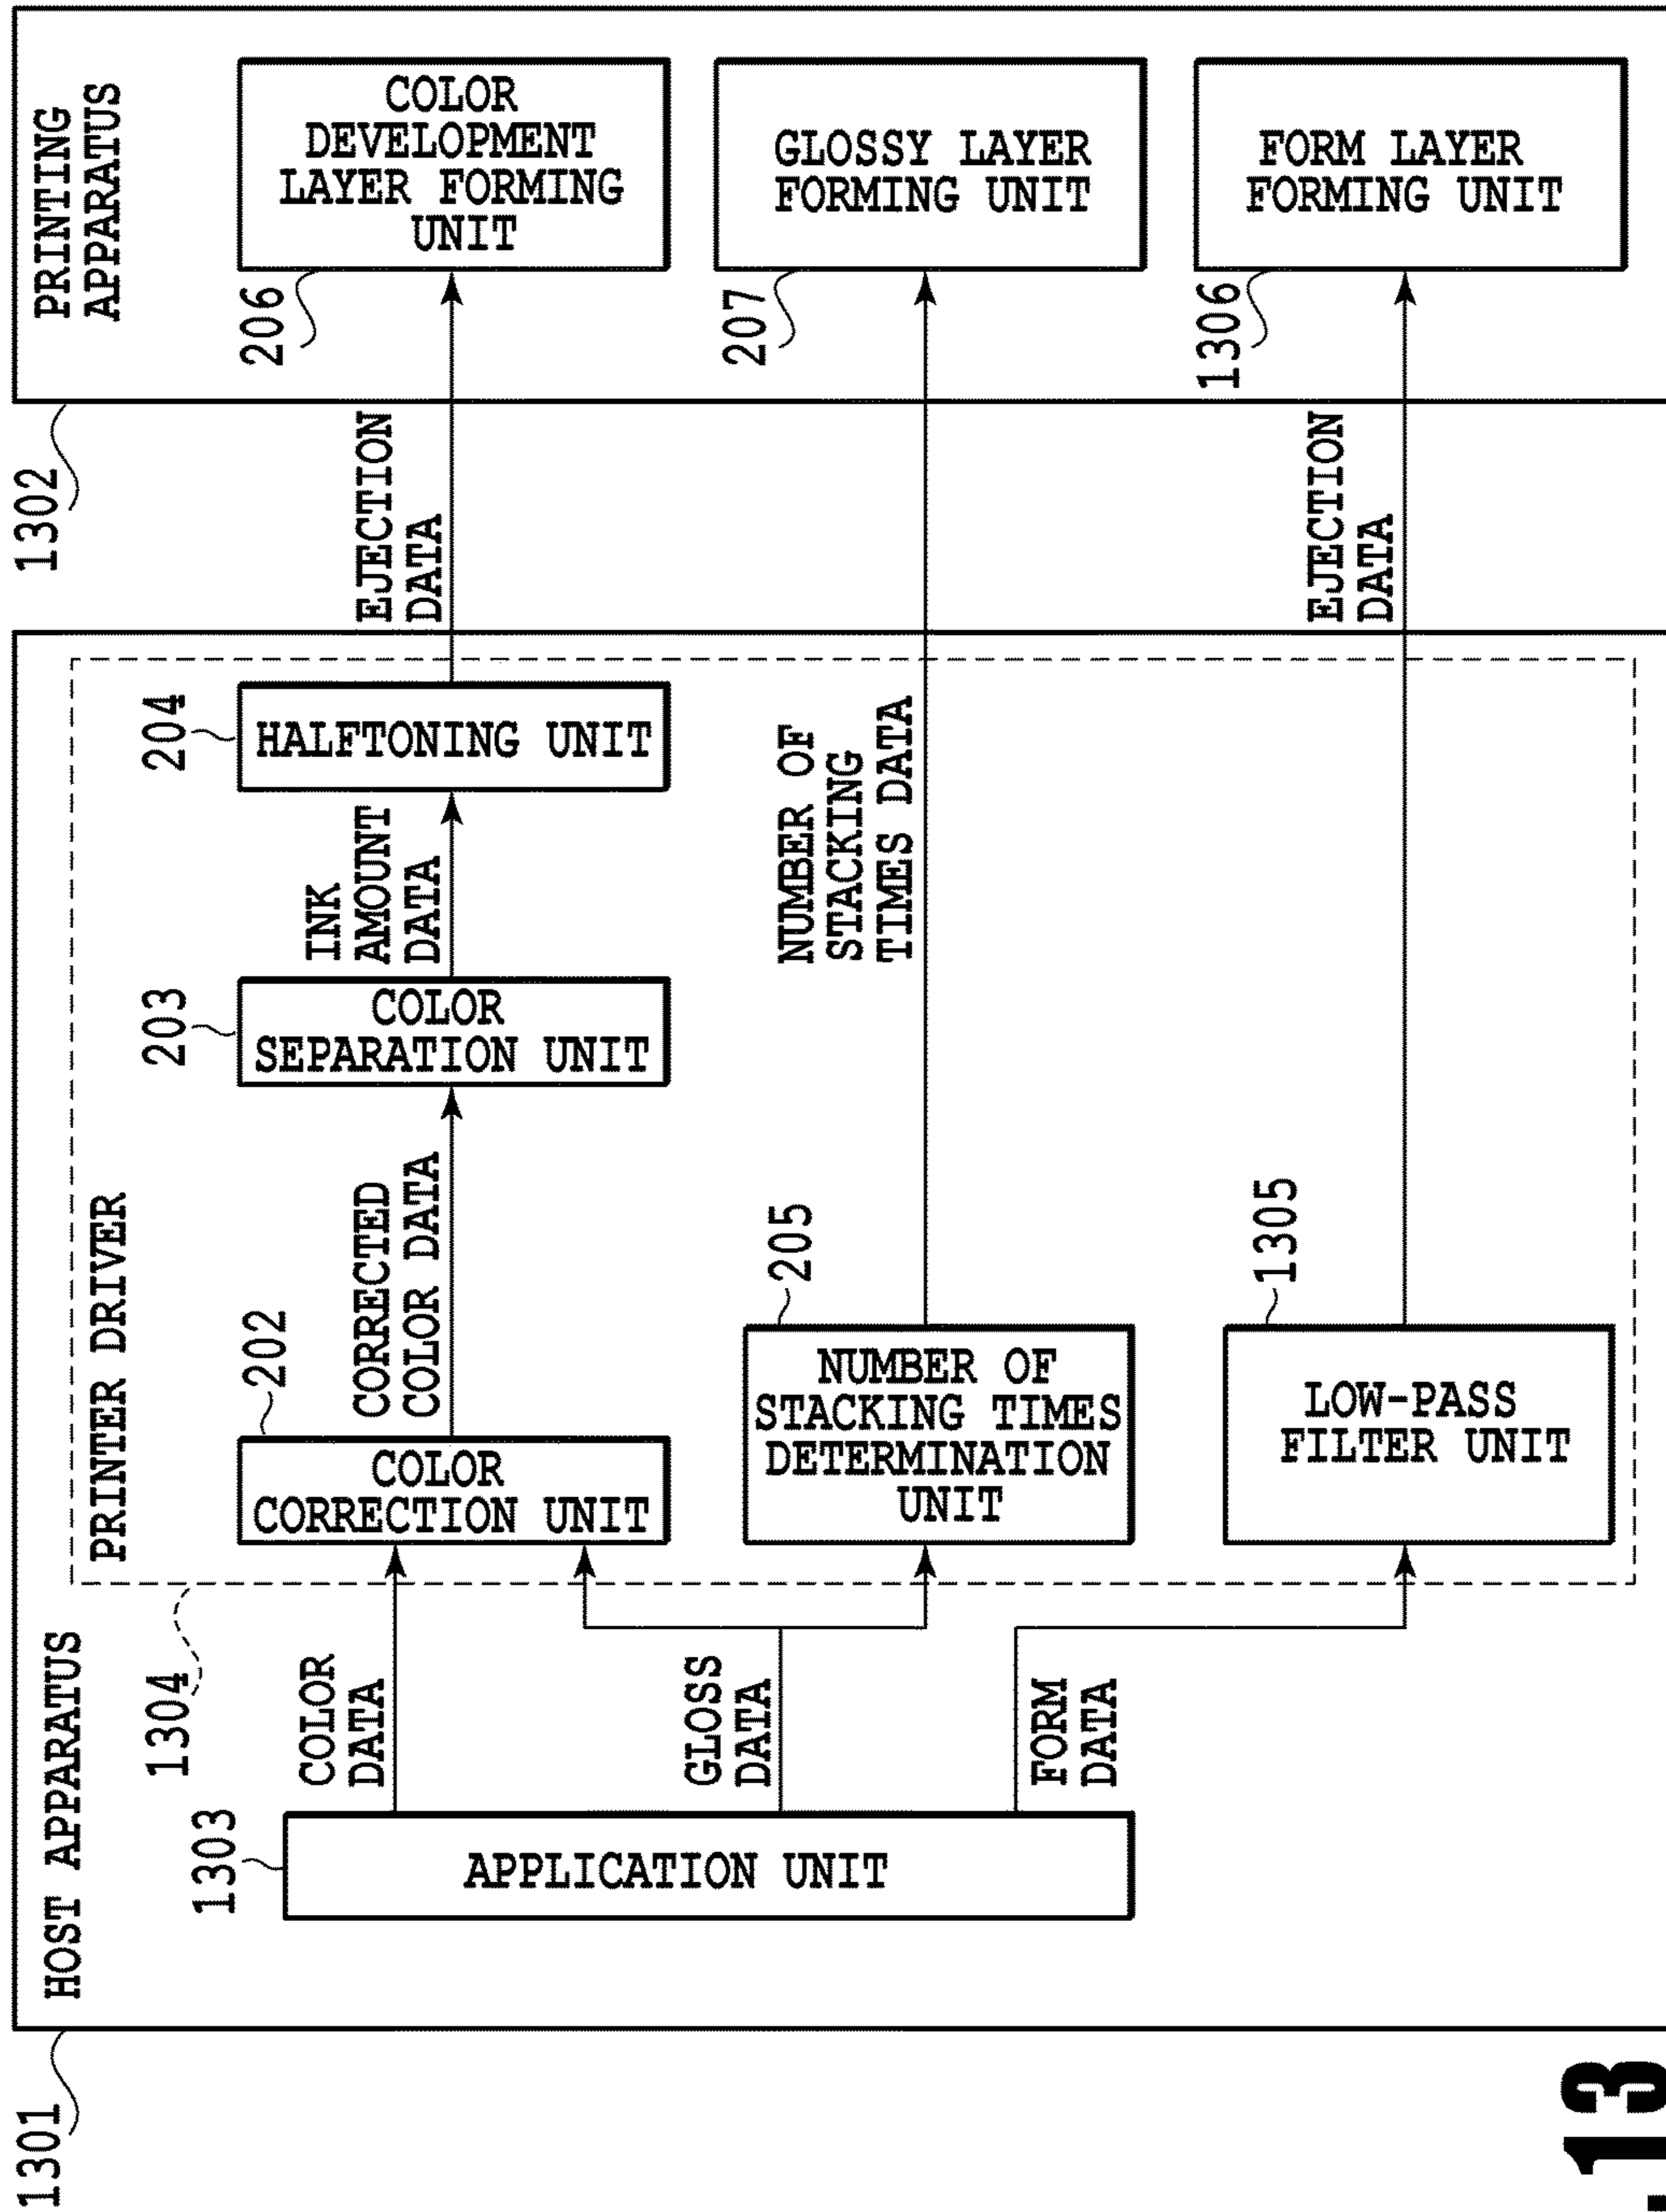 1301
HOST APPARATUS
1303
APPLICATION UNIT
COLOR
DATA
GLOSS
DATA
FORM
DATA
1304
PRINTER DRIVER
202
COLOR
CORRECTION UNIT
CORRECTED
COLOR DATA
203
COLOR
SEPARATION UNIT
INK
AMOUNT
DATA
204
HALFTONING UNIT
205
NUMBER OF
STACKING TIMES
DETERMINATION
UNIT
NUMBER OF
STACKING
TIMES DATA
1305
LOW-PASS
FILTER UNIT
EJECTION
DATA
EJECTION
DATA
1302
PRINTING
APPARATUS
206
COLOR
DEVELOPMENT
LAYER FORMING
UNIT
207
GLOSSY LAYER
FORMING UNIT
1306
FORM LAYER
FORMING UNIT
.13